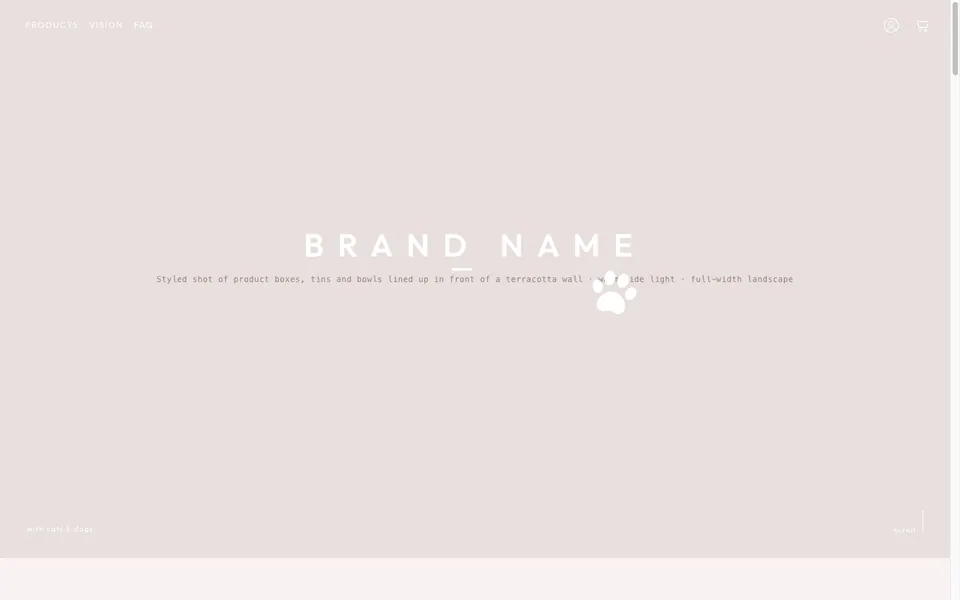 PRODUCTS VISION FAQ
BRAND NAME
Styled shot of product boxes, tins and bowls lined up in front of a terracotta wall · ide light · full-width landscape
with cats & dogs
scroll